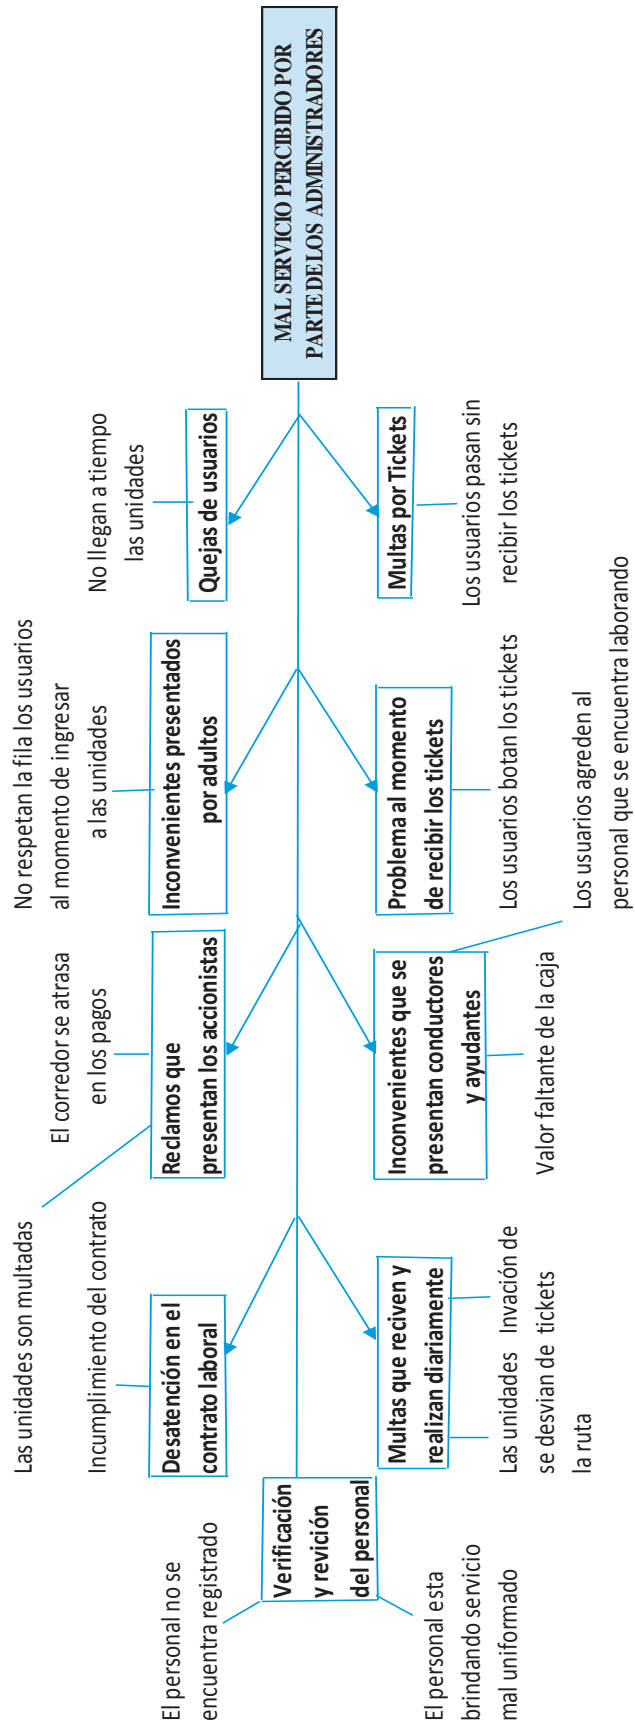 Las unidades son multadas
El corredor se atrasa
en los pagos
No respetan la fila los usuarios
al momento de ingresar
a las unidades
No llegan a tiempo
las unidades
El personal no se
encuentra registrado
Incumplimiento del contrato
Desatención en el
contrato laboral
Reclamos que
presentan los accionistas
Inconvenientes presentados
por adultos
Quejas de usuarios
Verificación
y revición
del personal
MAL SERVICIO PERCIBIDO POR
PARTE DE LOS ADMINISTRADORES
Multas que reciven y
realizan diariamente
Inconvenientes que se
presentan conductores
y ayudantes
Problema al momento
de recibir los tickets
Multas por Tickets
El personal esta
brindando servicio
mal uniformado
Las unidades
se desvian de
la ruta
Invación de
tickets
Valor faltante de la caja
Los usuarios agreden al
personal que se encuentra laborando
Los usuarios botan los tickets
Los usuarios pasan sin
recibir los tickets